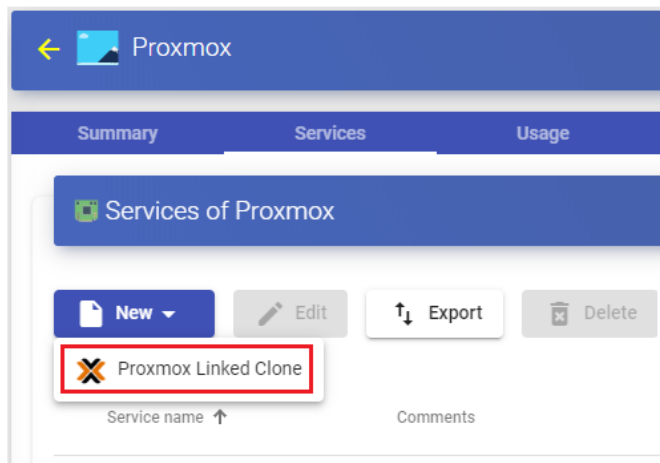 Proxmox
Summary Services Usage
Services of Proxmox
New Edit Export Delete
Proxmox Linked Clone
Service name Comments